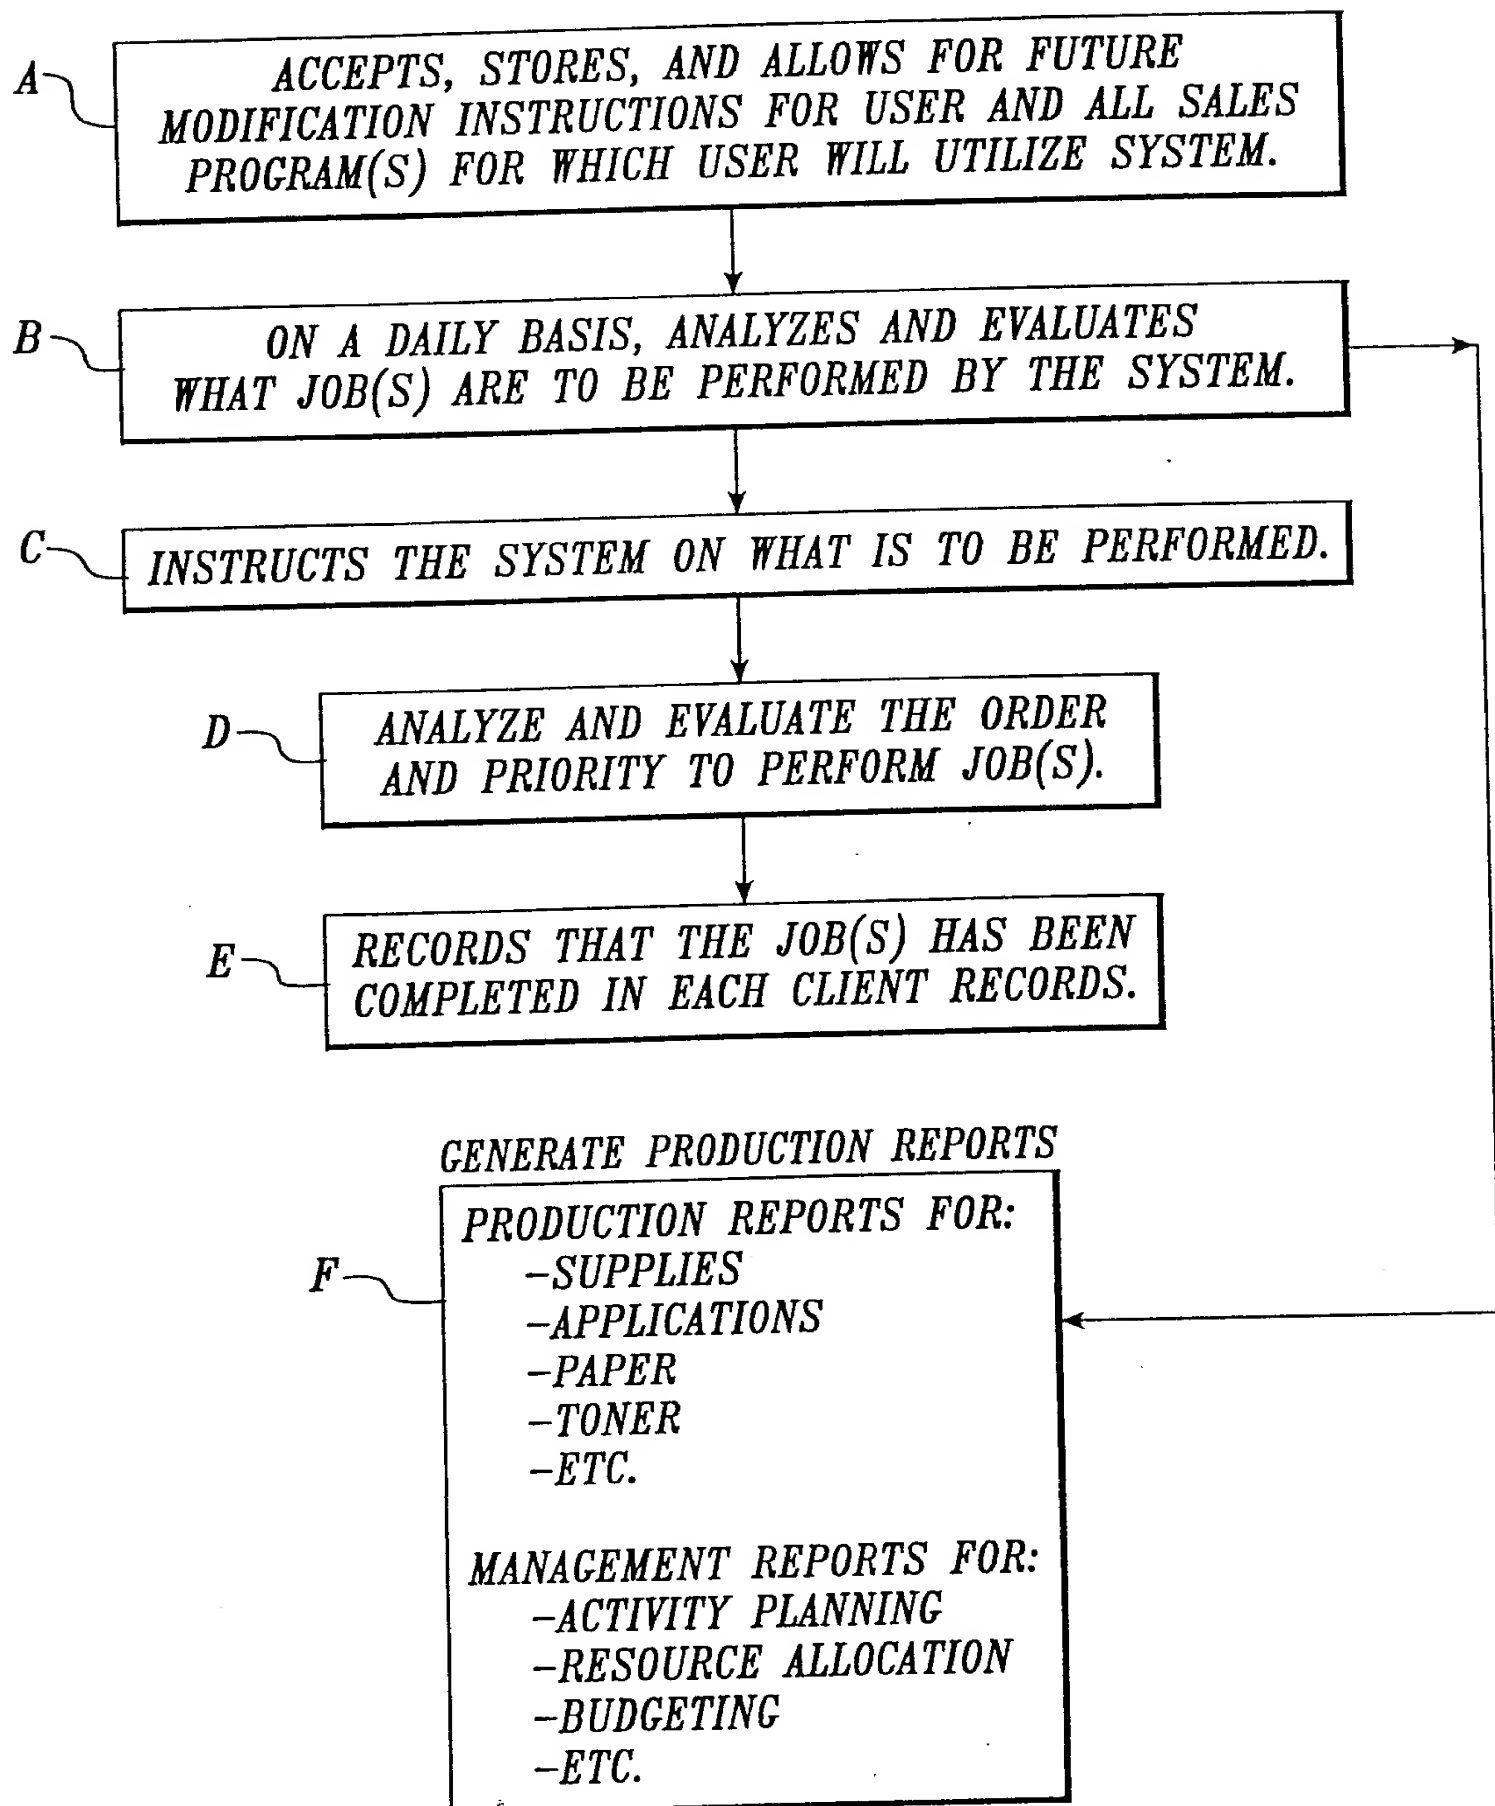 A
ACCEPTS, STORES, AND ALLOWS FOR FUTURE
MODIFICATION INSTRUCTIONS FOR USER AND ALL SALES
PROGRAM(S) FOR WHICH USER WILL UTILIZE SYSTEM.
B
ON A DAILY BASIS, ANALYZES AND EVALUATES
WHAT JOB(S) ARE TO BE PERFORMED BY THE SYSTEM.
C
INSTRUCTS THE SYSTEM ON WHAT IS TO BE PERFORMED.
D
ANALYZE AND EVALUATE THE ORDER
AND PRIORITY TO PERFORM JOB(S).
E
RECORDS THAT THE JOB(S) HAS BEEN
COMPLETED IN EACH CLIENT RECORDS.
GENERATE PRODUCTION REPORTS
F
PRODUCTION REPORTS FOR:
-SUPPLIES
-APPLICATIONS
-PAPER
-TONER
-ETC.
MANAGEMENT REPORTS FOR:
-ACTIVITY PLANNING
-RESOURCE ALLOCATION
-BUDGETING
-ETC.